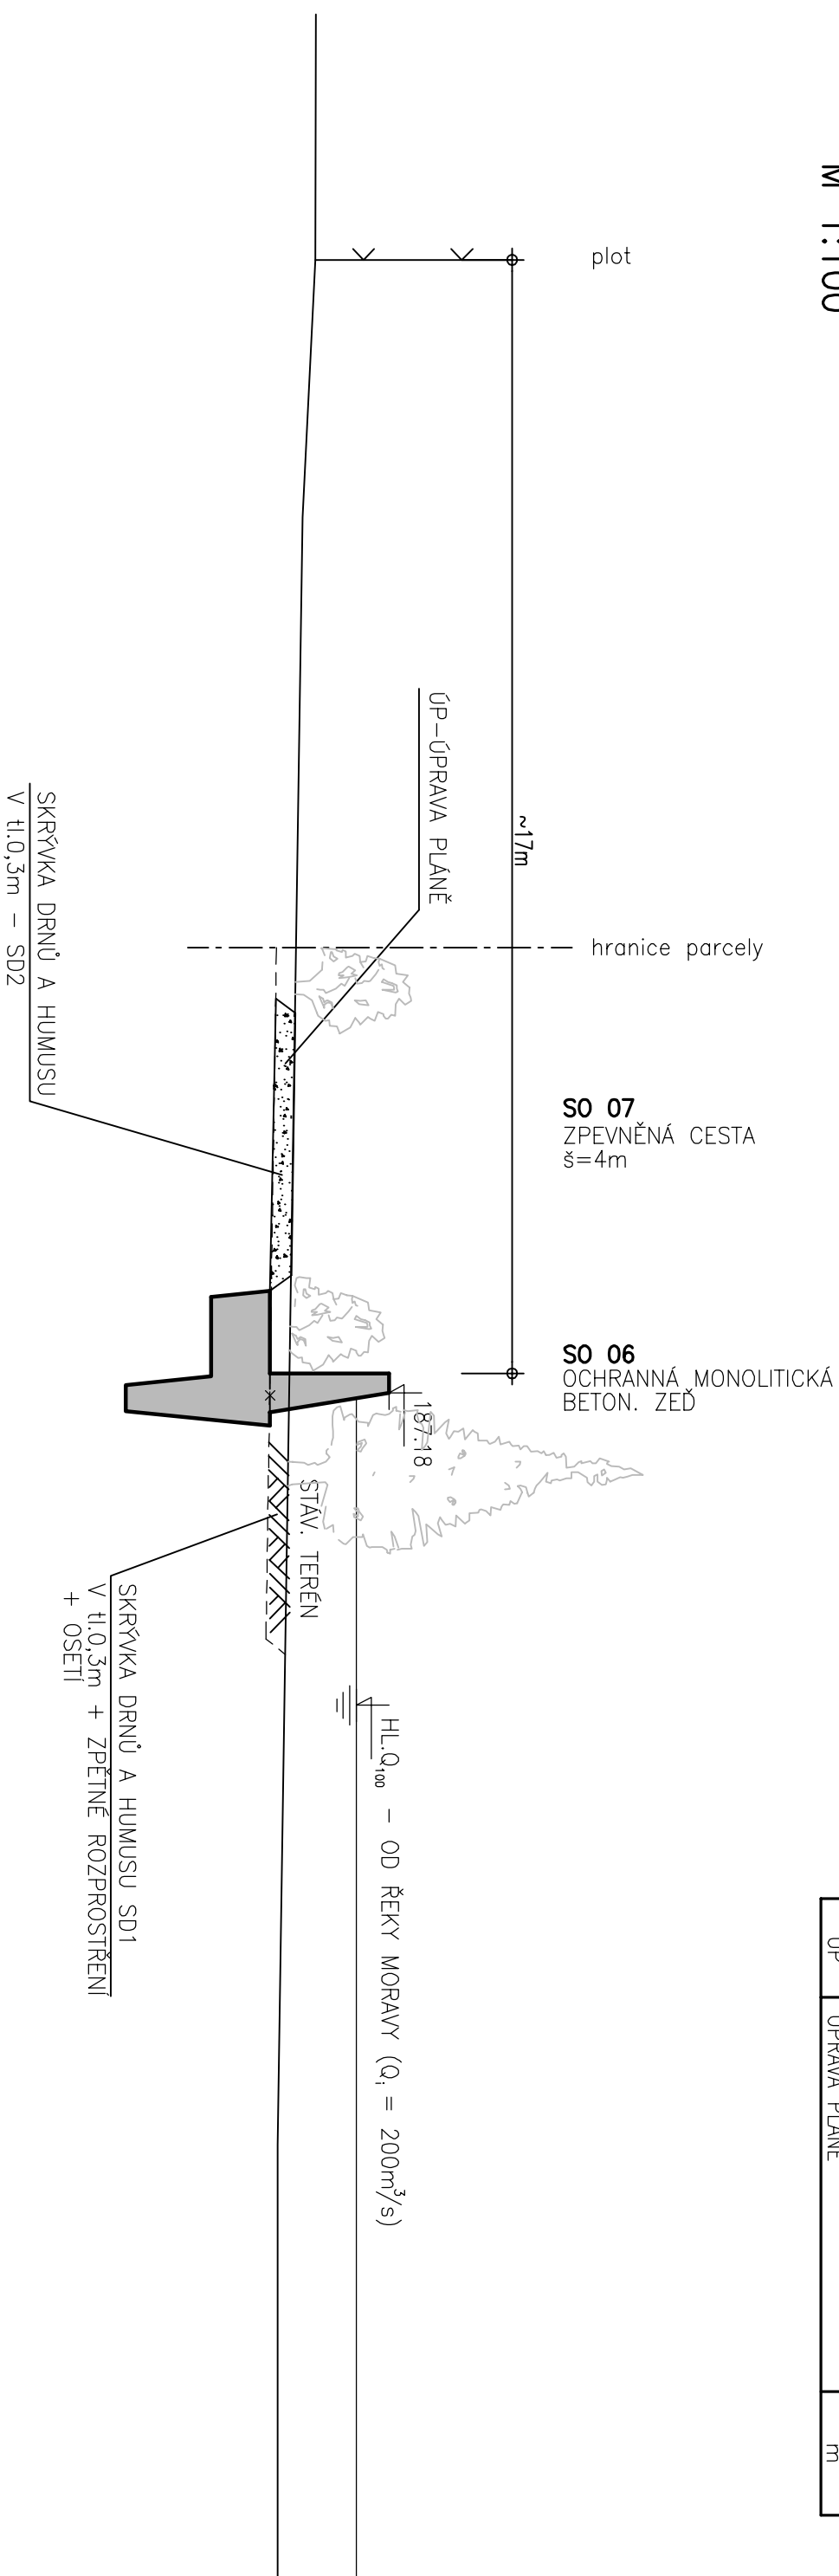 M 1:100
plot
~17m
ÚP-ÚPRAVA PLÁNĚ
hranice parcely
SKRÝVKA DRNŮ A HUMUSU
V tl.0,3m - SD2
SO 07
ZPEVNĚNÁ CESTA
š=4m
SO 06
OCHRANNÁ MONOLITICKÁ
BETON. ZEĎ
187.18
STÁV. TERÉN
SKRÝVKA DRNŮ A HUMUSU SD1
V tl.0,3m + ZPĚTNÉ ROZPROSTŘENÍ
+ OSETÍ
HL.Q100 - OD ŘEKY MORAVY (Qi = 200m³/s)
ÚP
ÚPRAVA PLÁNĚ
m